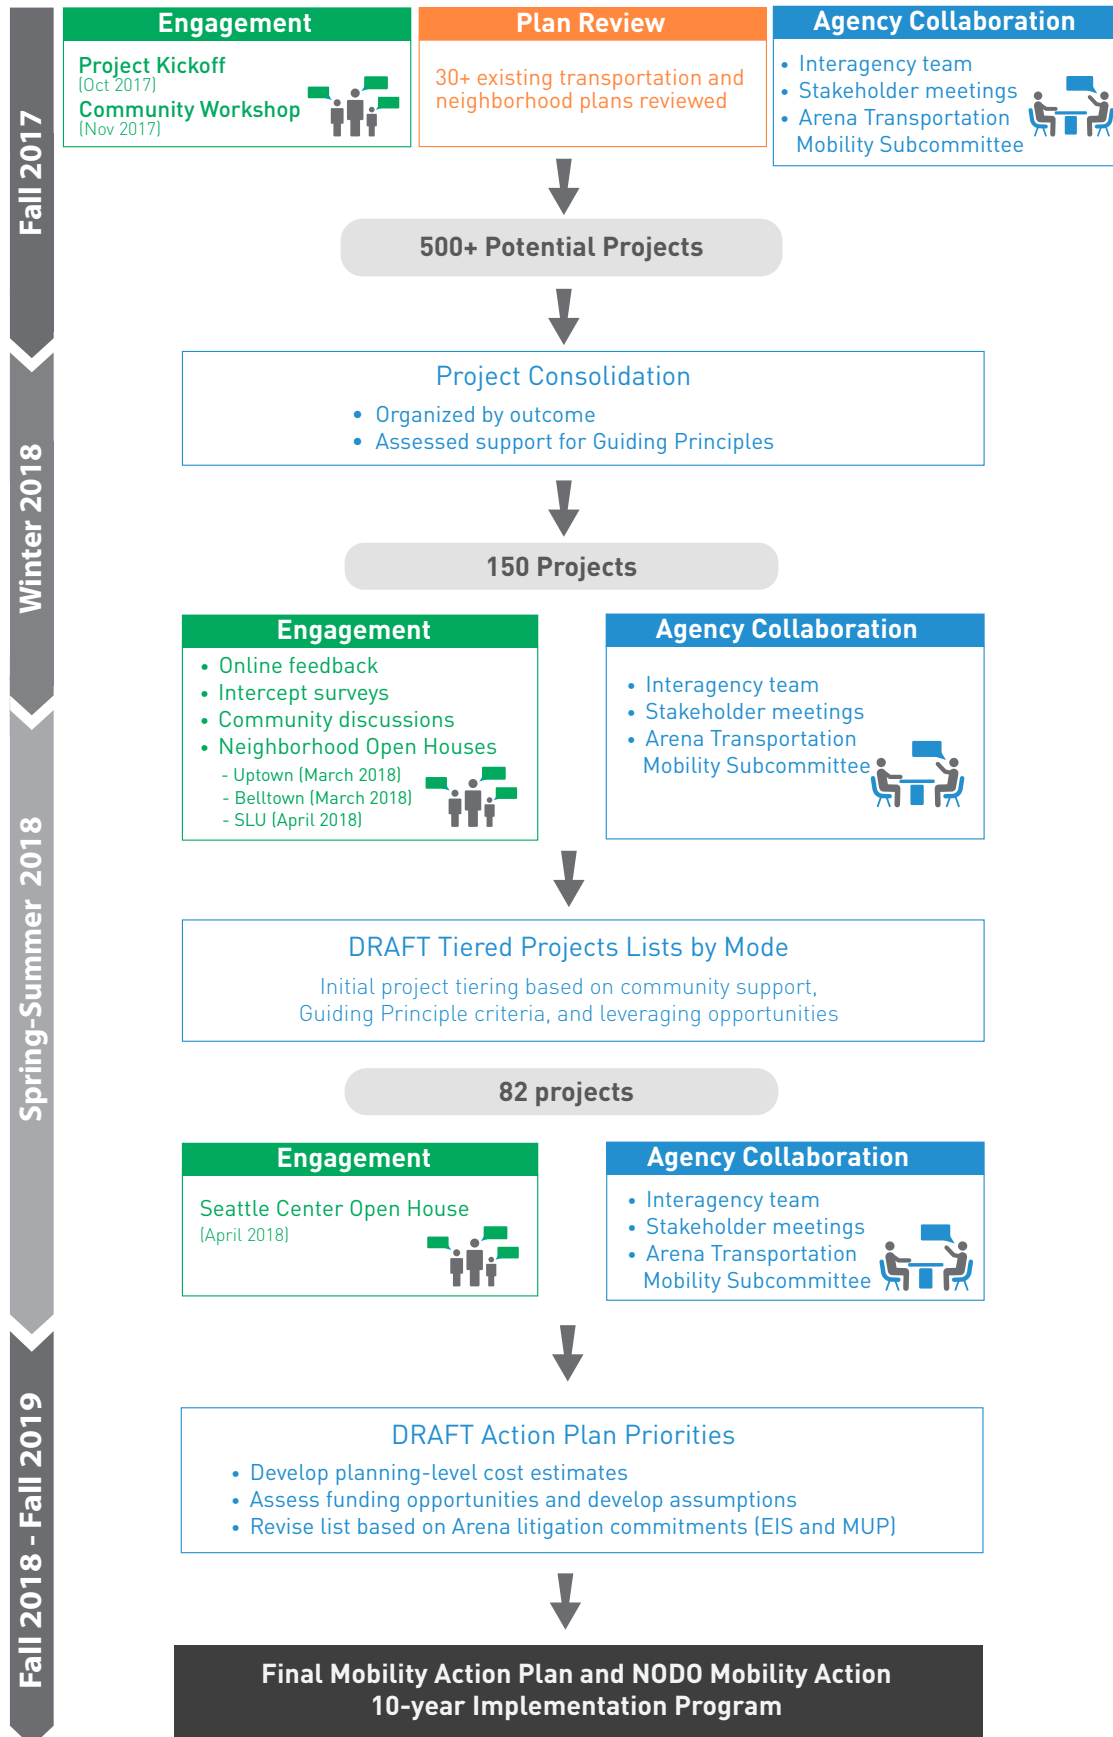 Fall 2017
Engagement
Project Kickoff
(Oct 2017)
Community Workshop
(Nov 2017)
Plan Review
30+ existing transportation and
neighborhood plans reviewed
Agency Collaboration
• Interagency team
• Stakeholder meetings
• Arena Transportation
Mobility Subcommittee
500+ Potential Projects
Winter 2018
Project Consolidation
• Organized by outcome
• Assessed support for Guiding Principles
150 Projects
Spring-Summer 2018
Engagement
• Online feedback
• Intercept surveys
• Community discussions
• Neighborhood Open Houses
- Uptown (March 2018)
- Belltown (March 2018)
- SLU (April 2018)
Agency Collaboration
• Interagency team
• Stakeholder meetings
• Arena Transportation
Mobility Subcommittee
DRAFT Tiered Projects Lists by Mode
Initial project tiering based on community support,
Guiding Principle criteria, and leveraging opportunities
82 projects
Engagement
Seattle Center Open House
(April 2018)
Agency Collaboration
• Interagency team
• Stakeholder meetings
• Arena Transportation
Mobility Subcommittee
Fall 2018 - Fall 2019
DRAFT Action Plan Priorities
• Develop planning-level cost estimates
• Assess funding opportunities and develop assumptions
• Revise list based on Arena litigation commitments (EIS and MUP)
Final Mobility Action Plan and NODO Mobility Action
10-year Implementation Program